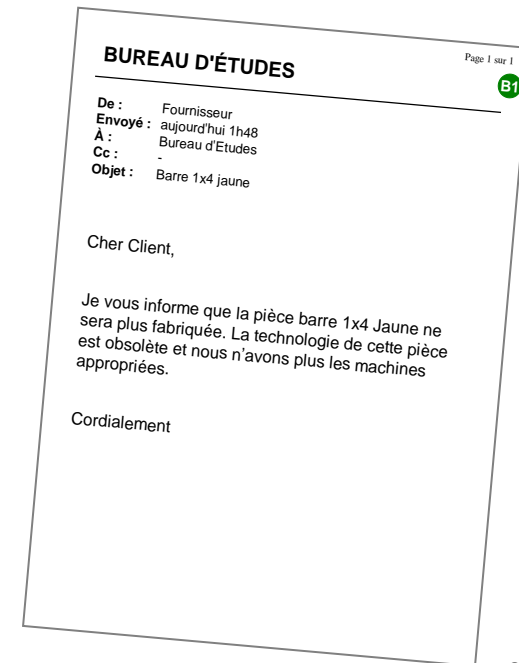 Page 1 sur 1
BUREAU D'ÉTUDES
B1
De : Fournisseur
Envoyé : aujourd'hui 1h48
À : Bureau d'Etudes
Cc : -
Objet : Barre 1x4 jaune
Cher Client,
Je vous informe que la pièce barre 1x4 Jaune ne
sera plus fabriquée. La technologie de cette pièce
est obsolète et nous n'avons plus les machines
appropriées.
Cordialement